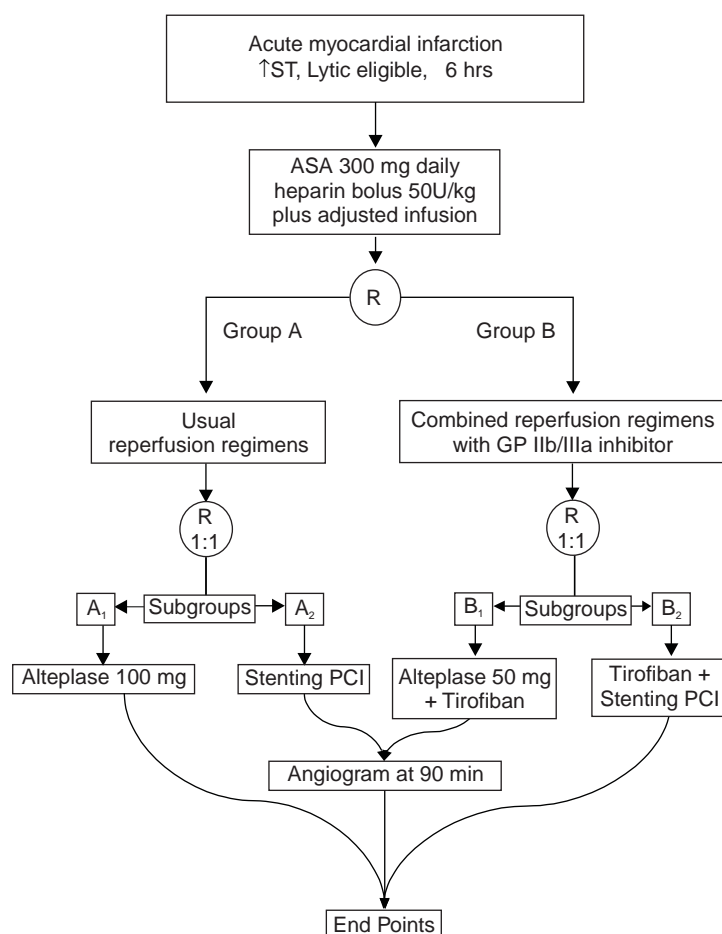 Acute myocardial infarction
↑ST, Lytic eligible, 6 hrs
ASA 300 mg daily
heparin bolus 50U/kg
plus adjusted infusion
R
Group A
Group B
Usual
reperfusion regimens
Combined reperfusion regimens
with GP IIb/IIIa inhibitor
R
1:1
R
1:1
A₁
Subgroups
A₂
B₁
Subgroups
B₂
Alteplase 100 mg
Stenting PCI
Alteplase 50 mg
+ Tirofiban
Tirofiban +
Stenting PCI
Angiogram at 90 min
End Points